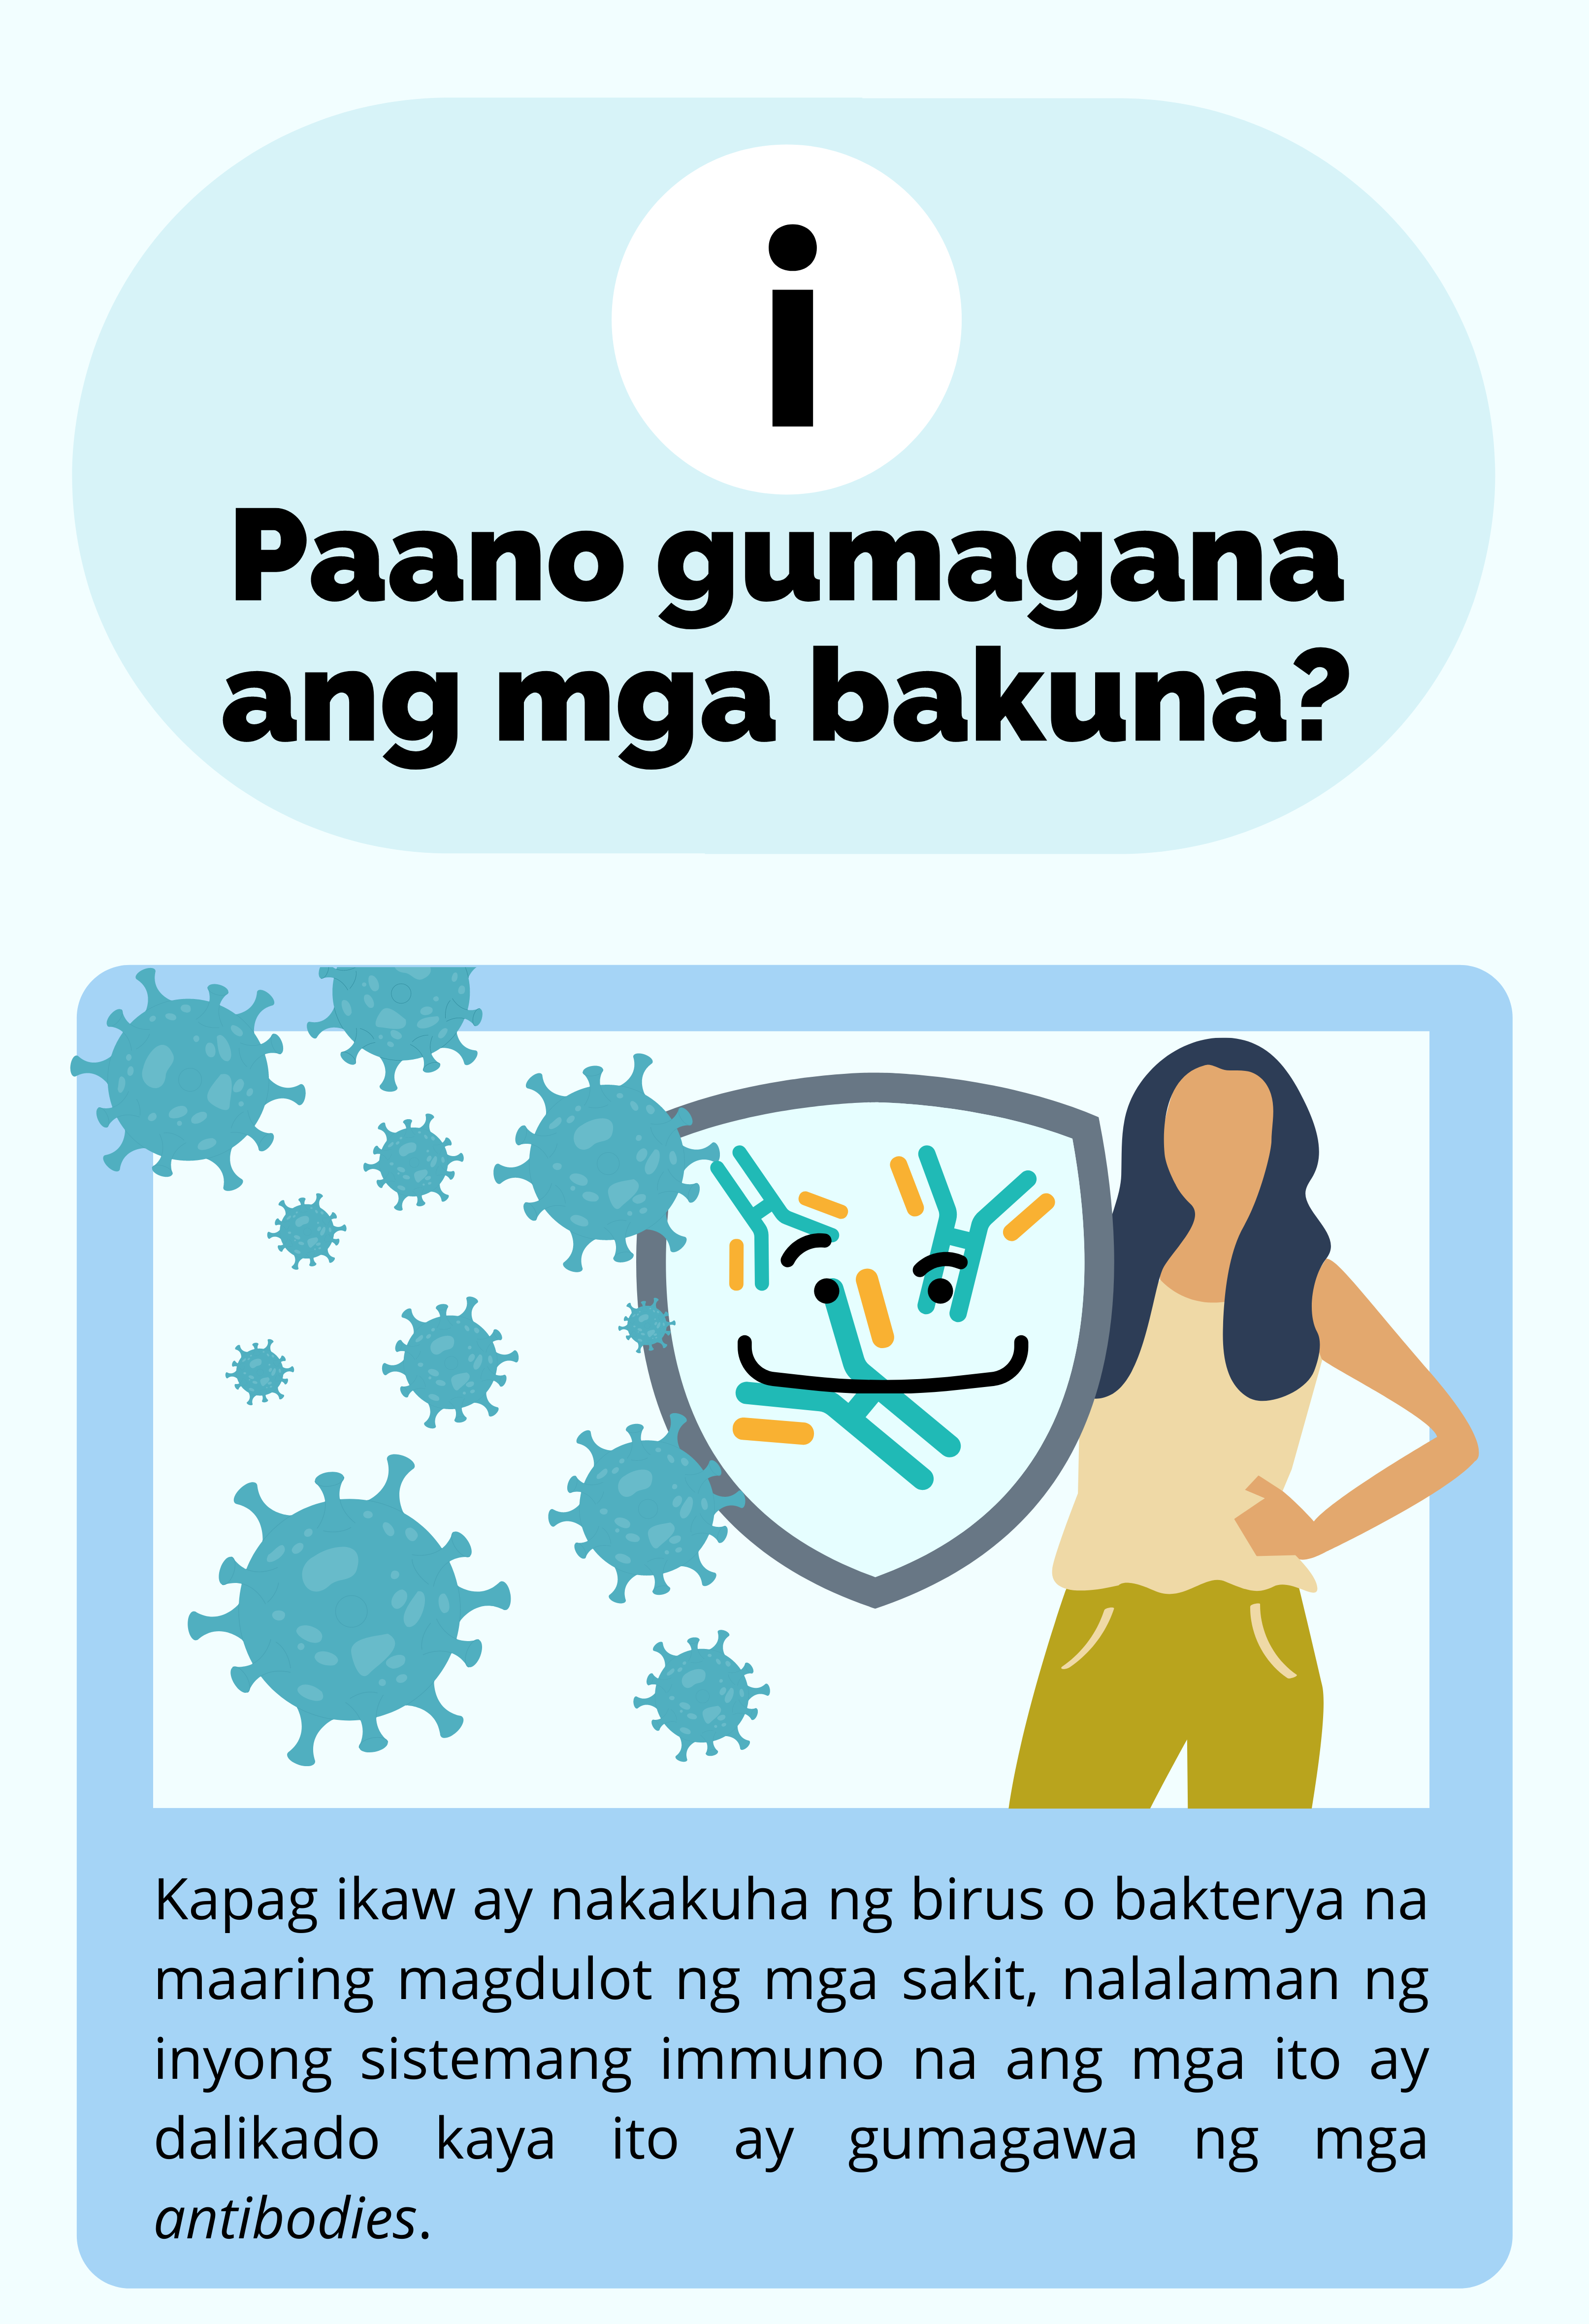 i
Paano gumagana
ang mga bakuna?
Kapag ikaw ay nakakuha ng birus o bakterya na
maaring magdulot ng mga sakit, nalalaman ng
inyong sistemang immuno na ang mga ito ay
dalikado kaya ito ay gumagawa ng mga
antibodies.